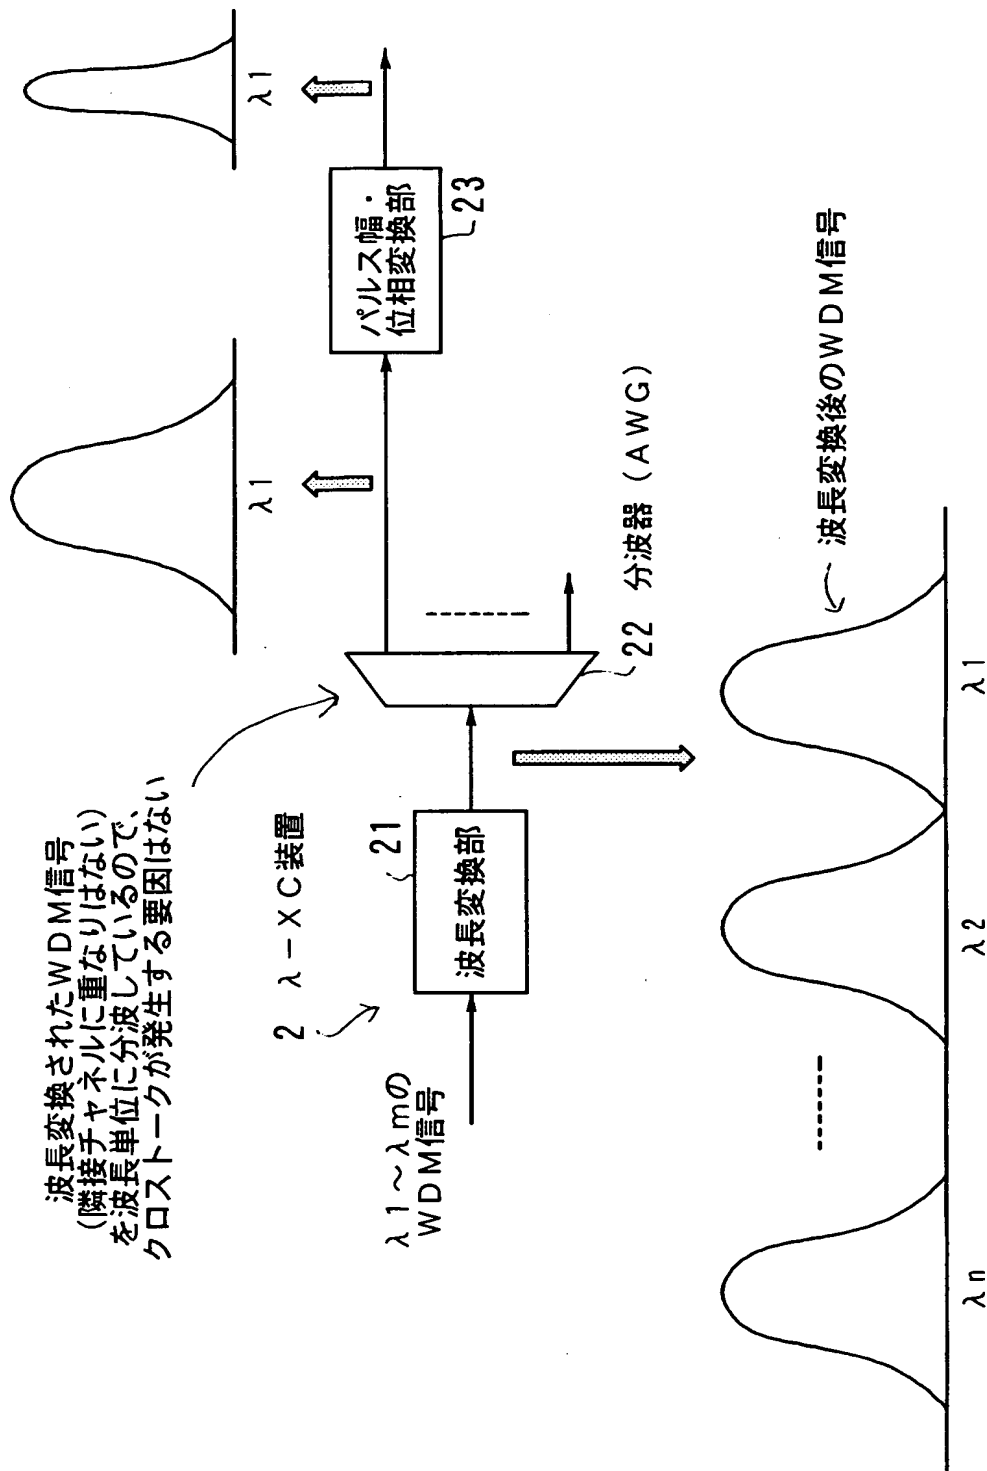 波長変換されたWDM信号
(隣接チャネルに重なりはない)
を波長単位に分波しているので、
クロストークが発生する要因はない
2 λ-XC装置
λ1~λmの
WDM信号
21
波長変換部
22 分波器(AWG)
パルス幅・
位相変換部
23
λ1
λ1
波長変換後のWDM信号
λn
λ2
λ1